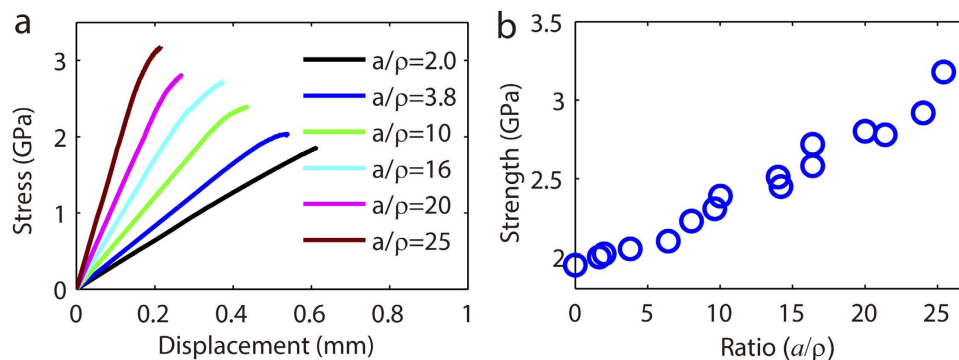 a
Stress (GPa)
3
2
1
0
0
0.2
0.4
0.6
0.8
1
Displacement (mm)
a/ρ=2.0
a/ρ=3.8
a/ρ=10
a/ρ=16
a/ρ=20
a/ρ=25
b
Strength (GPa)
3.5
3
2.5
2
0
5
10
15
20
25
Ratio (a/ρ)